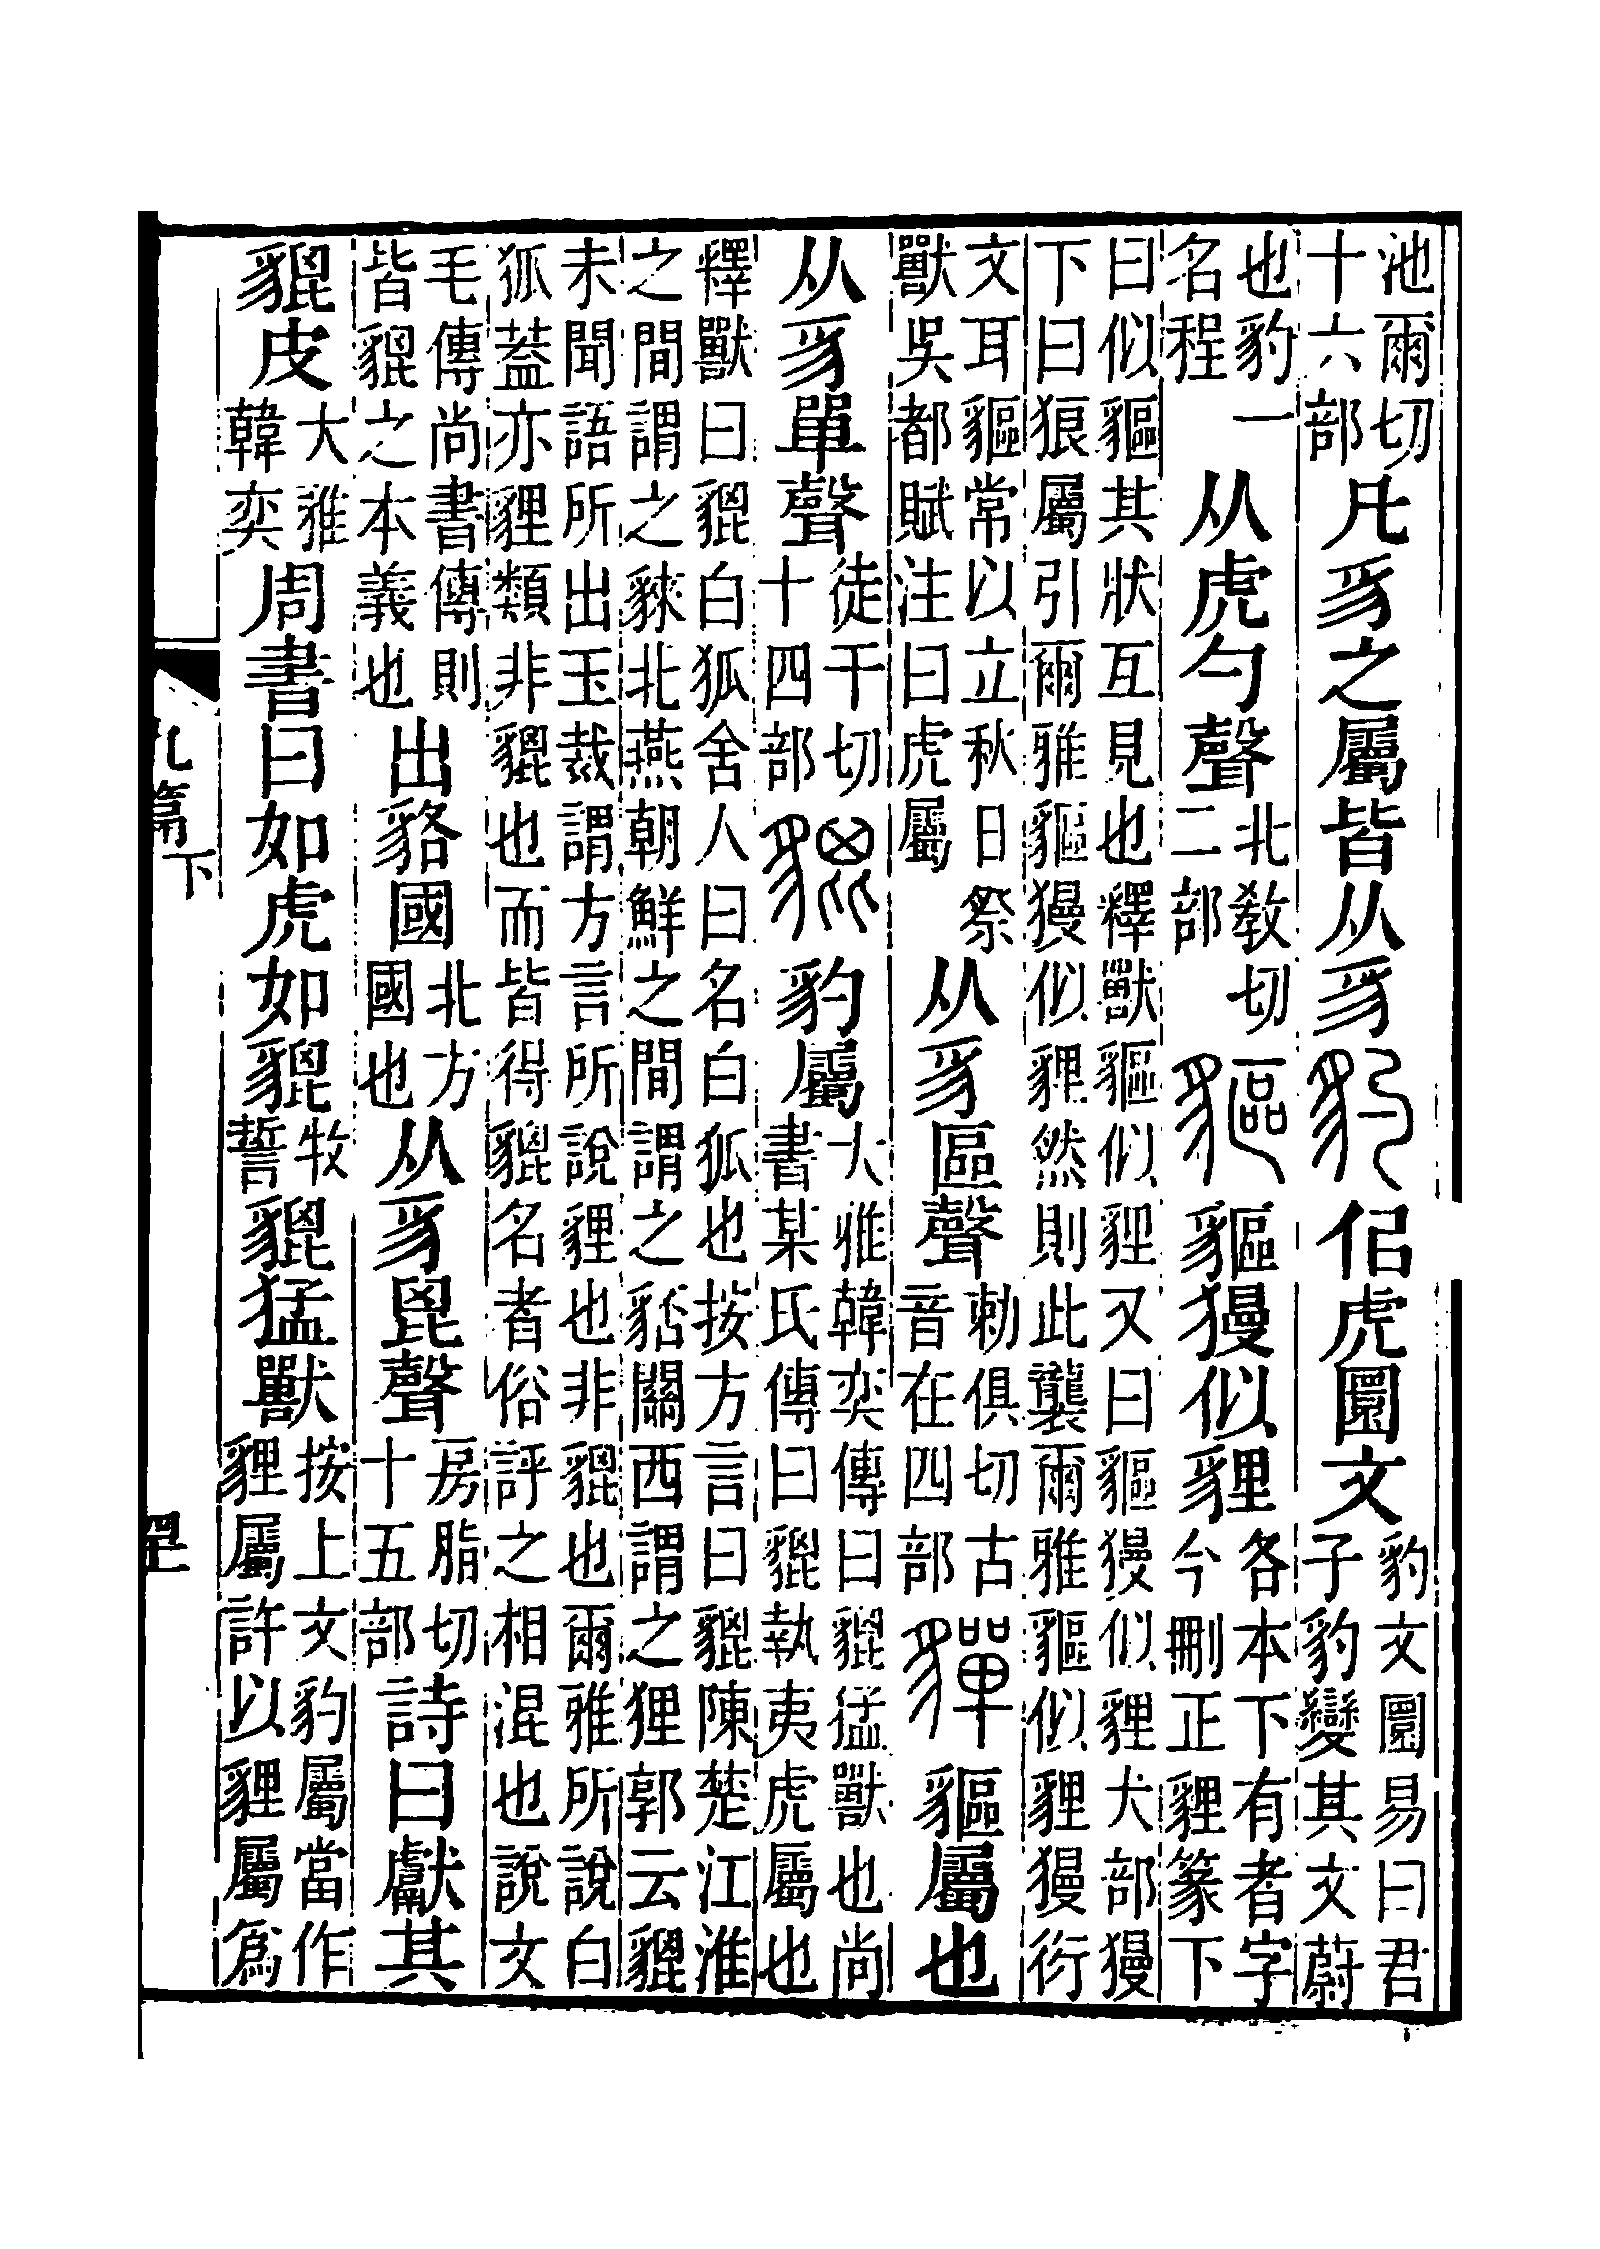 池爾切十六部凡豸之屬皆从豸豹佀虎圜文豹文圜易曰君子豹變其文蔚
也豹一名程从虎勺聲北教切二部貙貙獌似貍各本下有者字今刪正貍篆下
曰似貙其狀互見也釋獸貙似貍又曰貙獌似貍犬部獌
下曰狼屬引爾雅貙獌似貍然則此襲爾雅貙似貍獌衍
文耳貙常以立秋日祭獸吳都賦注曰虎屬从豸區聲敕俱切古音在四部貚貙屬也
从豸單聲徒干切十四部貔豹屬大雅韓奕傳曰貔猛獸也尚書某氏傳曰貔執夷虎屬也
釋獸曰貔白狐舍人曰名白狐也按方言曰貔陳楚江淮
之間謂之䝸北燕朝鮮之間謂之關西謂之狸郭云貔
未聞語所出玉裁謂方言所說貍也非貔也爾雅所說白
狐葢亦貍類非貔也而皆得貔名者俗評之相混也說文
毛傳尚書傳則皆貔之本義也出貉國北方國也从豸毘聲房脂切十五部詩曰獻其
貔皮大雅韓奕周書曰如虎如貔牧誓貔猛獸按上文豹屬當作貍屬許以貍屬爲
九篇下